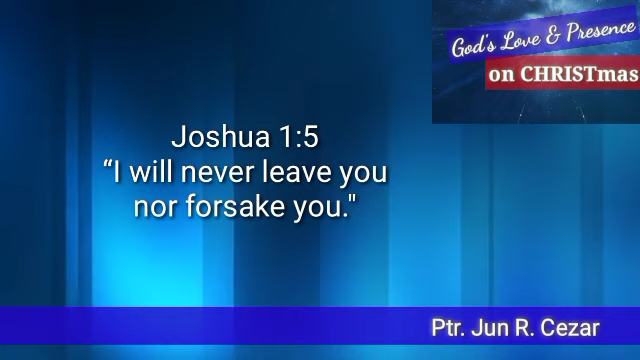 God's Love & Presence
on CHRISTmas
Joshua 1:5
“I will never leave you
nor forsake you."
Ptr. Jun R. Cezar